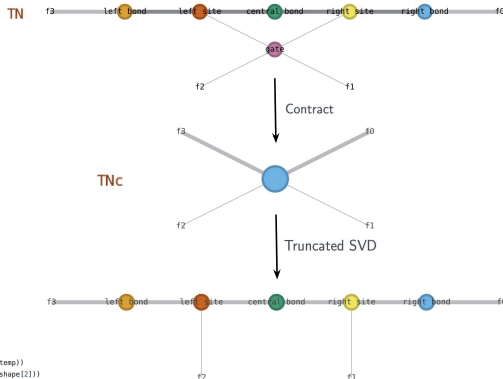 TN
f3 left bond left site central bond right site right bond f0
gate
f2 f1
Contract
f3 f0
TNc
f2 f1
Truncated SVD
f3 left bond left site central bond right site right bond
temp))
shape[2]))
f2 f1